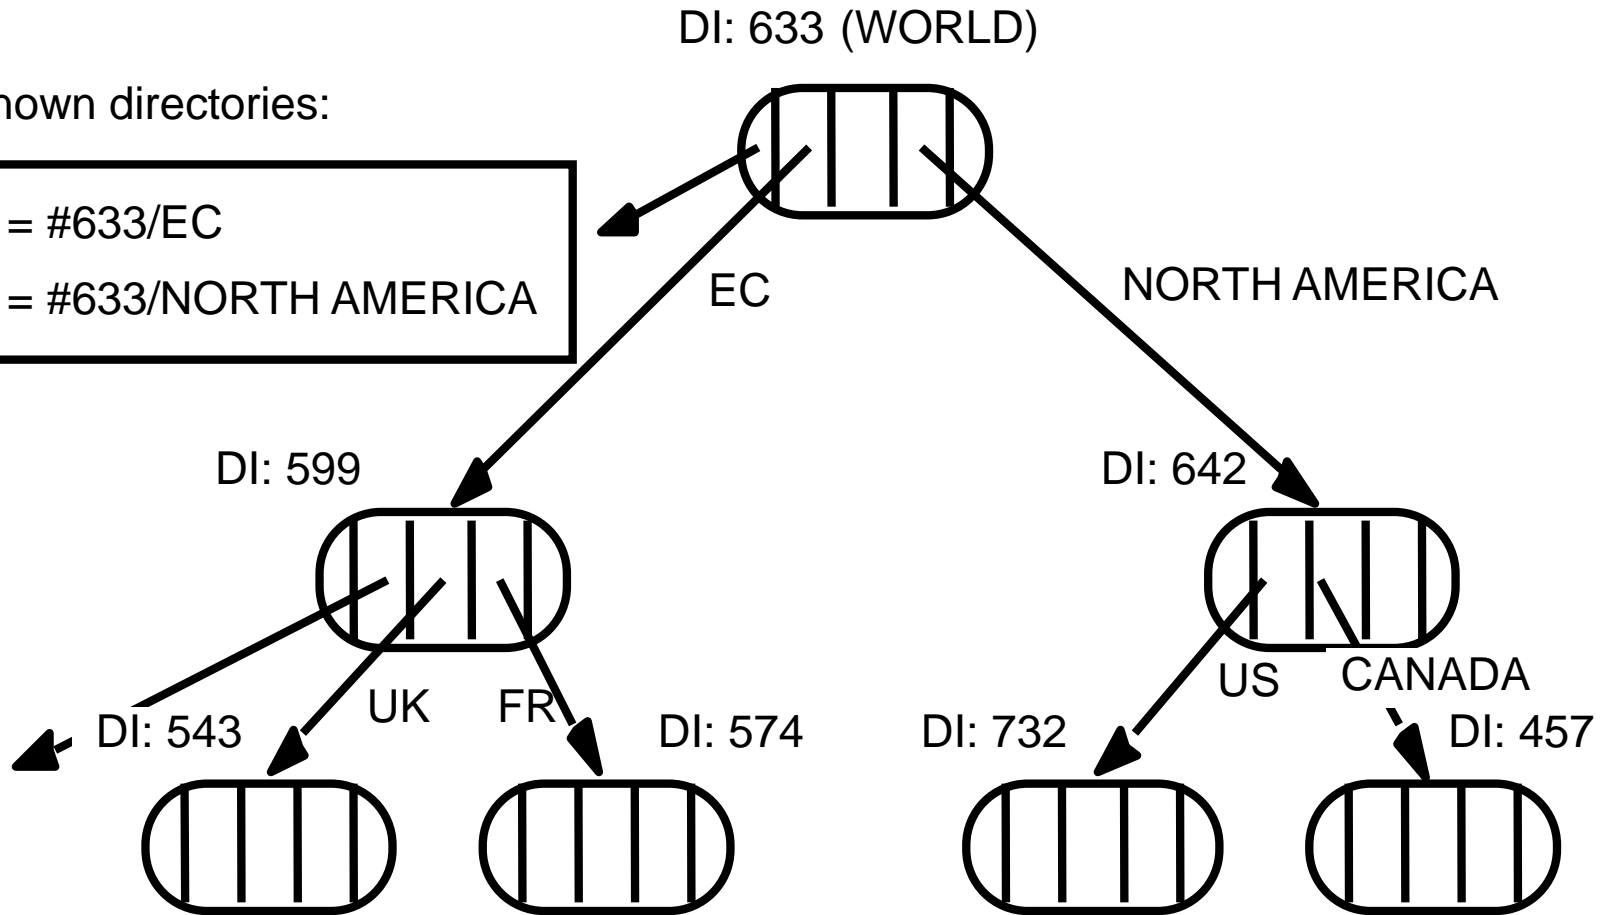 DI: 633 (WORLD)
nown directories:
= #633/EC
= #633/NORTH AMERICA
EC
NORTH AMERICA
DI: 599
DI: 642
UK
FR
US
CANADA
DI: 543
DI: 574
DI: 732
DI: 457